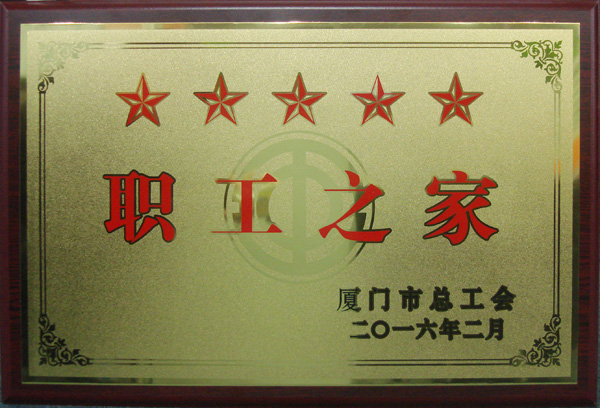 职工之家
厦门市总工会
二〇一六年二月